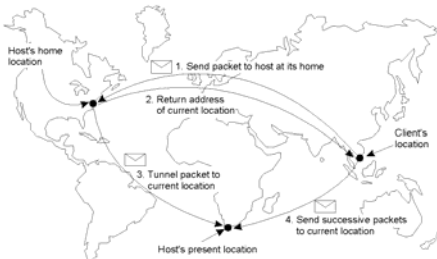 Host's home
location
1. Send packet to host at its home
2. Return address
of current location
Client's
location
3. Tunnel packet to
current location
4. Send successive packets
to current location
Host's present location